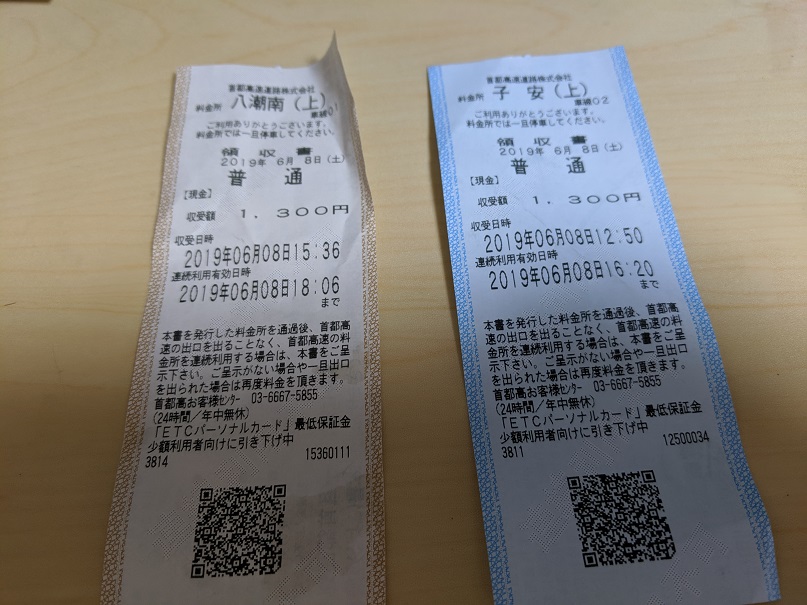 首都高速道路株式会社
料金所 八潮南(上)
車線01
ご利用ありがとうございます。
料金所では一旦停車してください。
領収書
2019年 6月 8日(土)
普通
【現金】
収受額 1,300円
収受日時
2019年06月08日15:36
連続利用有効日時
2019年06月08日18:06
まで
本書を発行した料金所を通過後、首都高
速の出口を出ることなく、首都高速の料
金所を連続利用する場合は、本書をご呈
示下さい。ご呈示がない場合や一旦出口
を出られた場合は再度料金を頂きます。
首都高お客様センター 03-6667-5855
(24時間/年中無休)
「ETCパーソナルカード」最低保証金
少額利用者向けに引き下げ中
3814 15360111
首都高速道路株式会社
料金所 子安(上)
車線02
ご利用ありがとうございます。
料金所では一旦停車してください。
領収書
2019年 6月 8日(土)
普通
【現金】
収受額 1,300円
収受日時
2019年06月08日12:50
連続利用有効日時
2019年06月08日16:20
まで
本書を発行した料金所を通過後、首都高
速の出口を出ることなく、首都高速の料
金所を連続利用する場合は、本書をご呈
示下さい。ご呈示がない場合や一旦出口
を出られた場合は再度料金を頂きます。
首都高お客様センター 03-6667-5855
(24時間/年中無休)
「ETCパーソナルカード」最低保証金
少額利用者向けに引き下げ中
3811 12500034